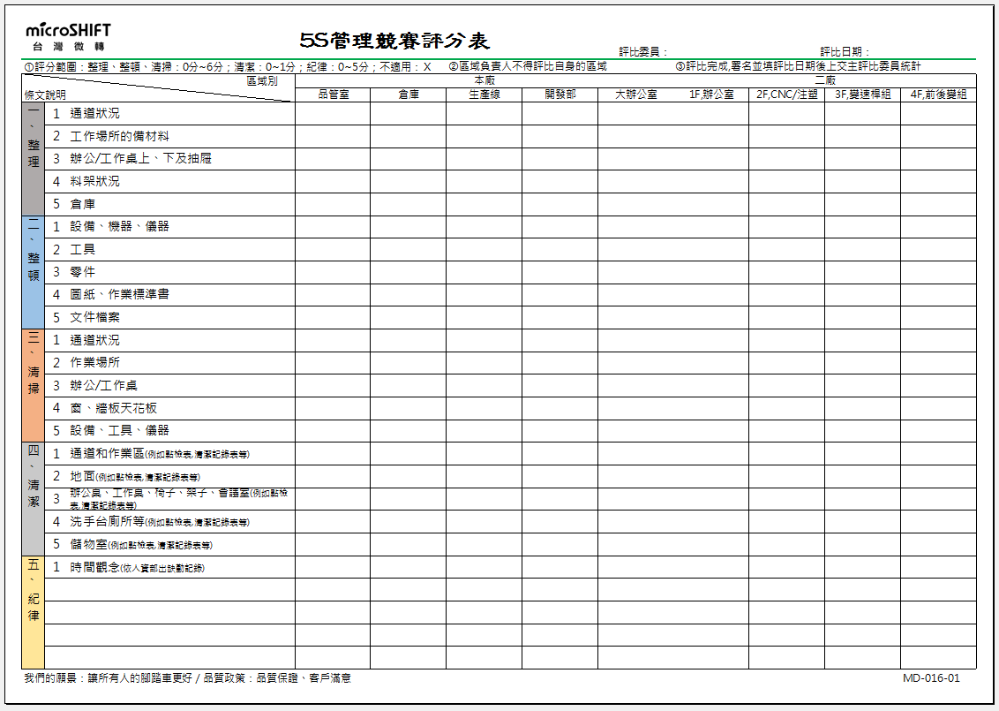 microSHIFT
台灣微轉
5S管理競賽評分表
評比委員：
評比日期：
①評分範圍：整理、整頓、清掃：0分~6分；清潔：0~1分；紀律：0~5分；不適用：X ②區域負責人不得評比自身的區域 ③評比完成,署名並填評比日期後上交主評比委員統計
區域別
條文說明
本廠
二廠
品管室 倉庫 生產線 開發部 大辦公室 1F,辦公室 2F,CNC/注塑 3F,變速桿組 4F,前後變組
一、整理
1 通道狀況
2 工作場所的備材料
3 辦公/工作桌上、下及抽屜
4 料架狀況
5 倉庫
二、整頓
1 設備、機器、儀器
2 工具
3 零件
4 圖紙、作業標準書
5 文件檔案
三、清掃
1 通道狀況
2 作業場所
3 辦公/工作桌
4 窗、牆板天花板
5 設備、工具、儀器
四、清潔
1 通道和作業區(例如點檢表,清潔記錄表等)
2 地面(例如點檢表,清潔記錄表等)
3 辦公桌、工作桌、椅子、架子、會議室(例如點檢
表,清潔記錄表等)
4 洗手台廁所等(例如點檢表,清潔記錄表等)
5 儲物室(例如點檢表,清潔記錄表等)
五、紀律
1 時間觀念(依人資部出缺勤記錄)
我們的願景：讓所有人的腳踏車更好 / 品質政策：品質保證、客戶滿意
MD-016-01